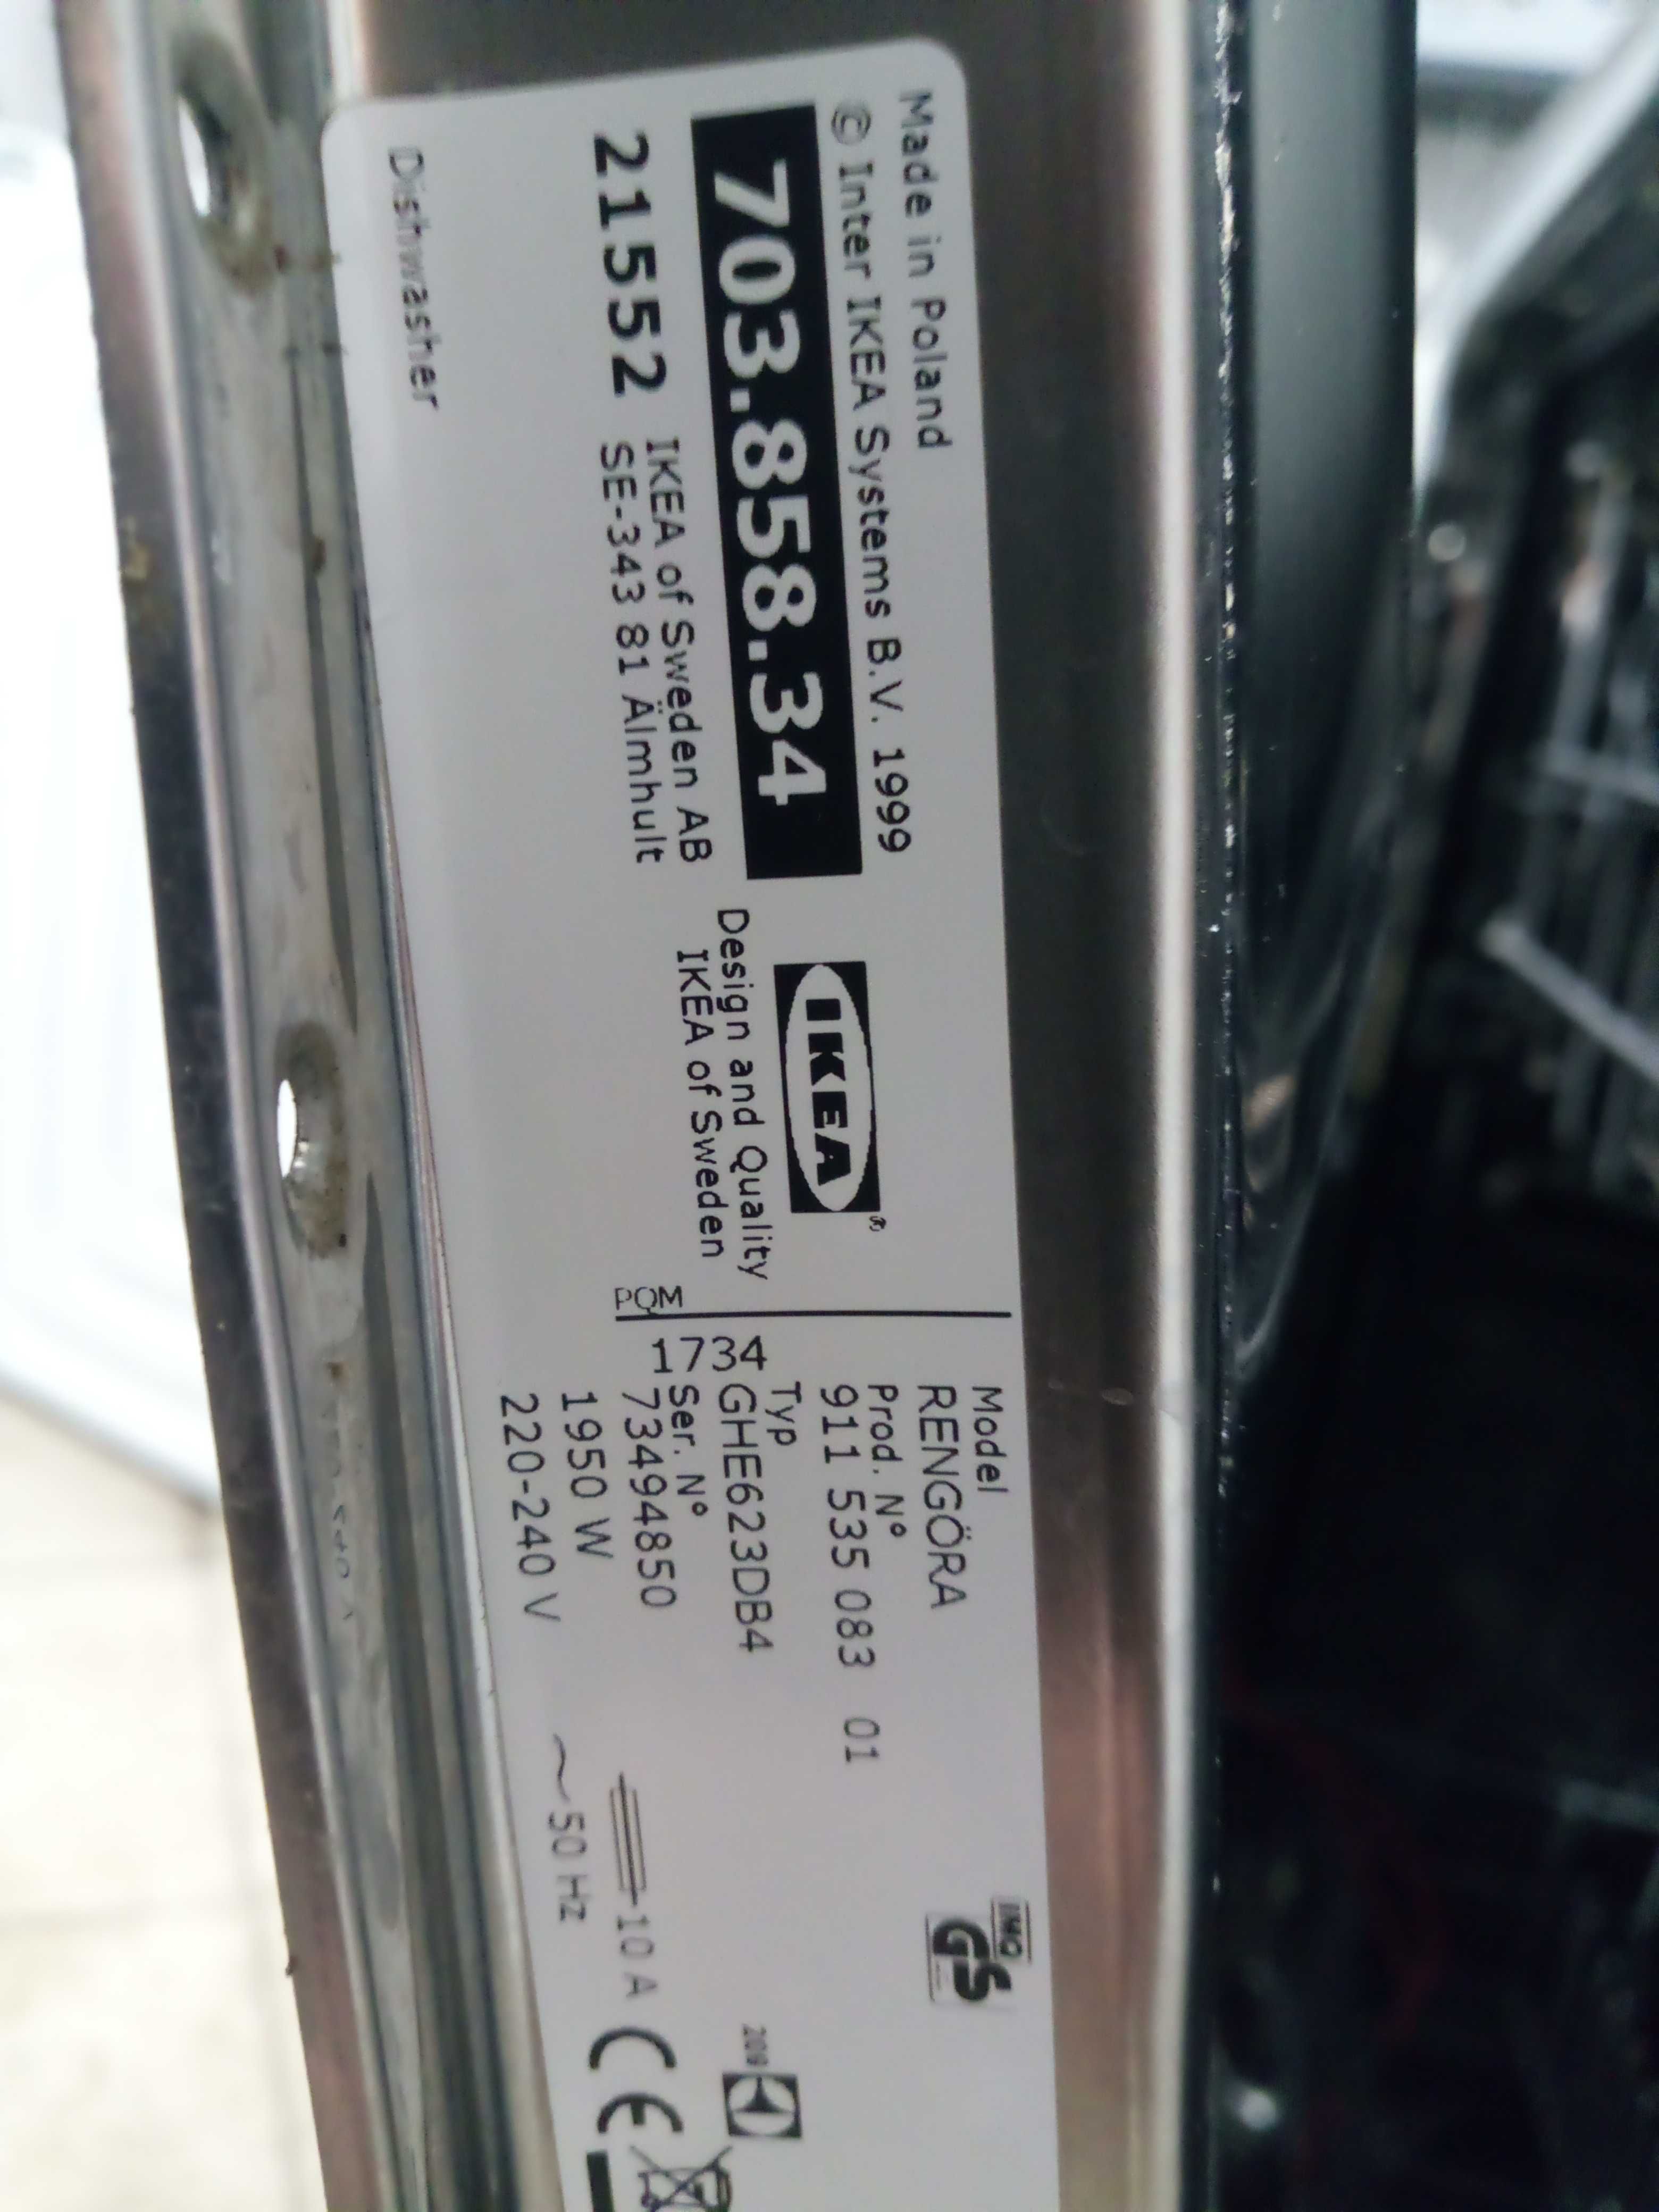 Made in Poland
© Inter IKEA Systems B.V. 1999
703.858.34
21552
IKEA of Sweden AB
SE-343 81 Älmhult
Dishwasher
IKEA®
Design and Quality
IKEA of Sweden
PQM
1734
Model
RENGÖRA
Prod. N°
911 535 083 01
Typ
GHE623DB4
Ser. N°
73494850
1950 W
10 A
220-240 V
~50 Hz
GS
209
CE